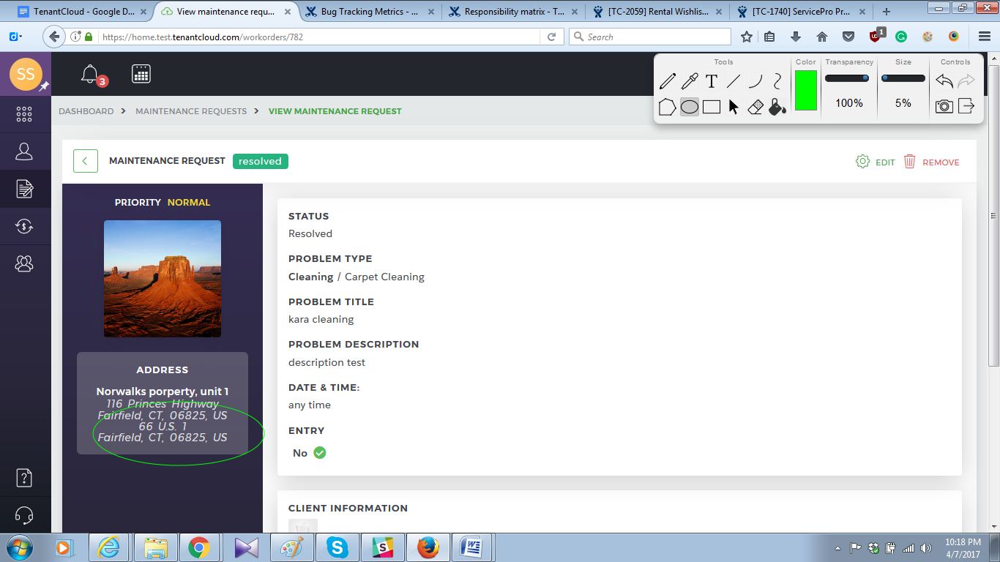 TenantCloud - Google D...
View maintenance requ...
Bug Tracking Metrics - ...
Responsibility matrix - T...
[TC-2059] Rental Wishlis...
[TC-1740] ServicePro Pr...
https://home.test.tenantcloud.com/workorders/782
Search
1
SS
3
Tools
Color
Transparency
Size
Controls
T
100%
5%
DASHBOARD > MAINTENANCE REQUESTS > VIEW MAINTENANCE REQUEST
MAINTENANCE REQUEST resolved
EDIT
REMOVE
PRIORITY NORMAL
ADDRESS
Norwalks porperty, unit 1
116 Princes Highway
Fairfield, CT, 06825, US
66 U.S. 1
Fairfield, CT, 06825, US
STATUS
Resolved
PROBLEM TYPE
Cleaning / Carpet Cleaning
PROBLEM TITLE
kara cleaning
PROBLEM DESCRIPTION
description test
DATE & TIME:
any time
ENTRY
No
CLIENT INFORMATION
10:18 PM
4/7/2017